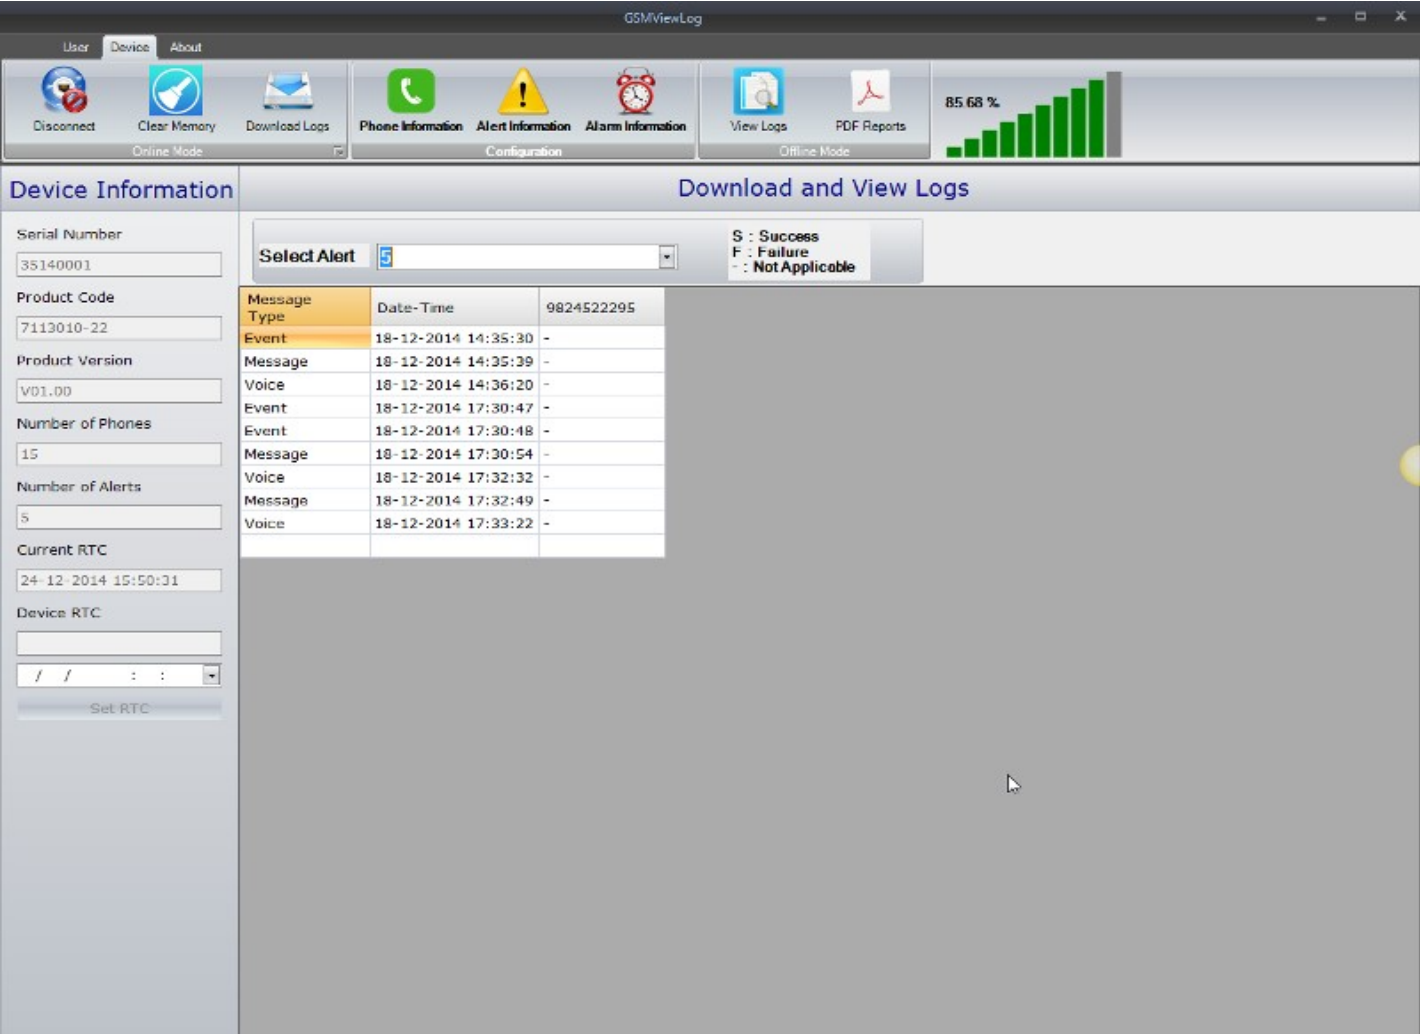 GSMViewLog
User Device About
Disconnect Clear Memory Download Logs Phone Information Alert Information Alarm Information View Logs PDF Reports
85.68 %
Online Mode Configuration Offline Mode
Device Information
Download and View Logs
Serial Number
35140001
Product Code
7113010-22
Product Version
V01.00
Number of Phones
15
Number of Alerts
5
Current RTC
24-12-2014 15:50:31
Device RTC
/ / : :
Set RTC
Select Alert 5
S : Success
F : Failure
- : Not Applicable
Message Type Date-Time 9824522295
Event 18-12-2014 14:35:30 -
Message 18-12-2014 14:35:39 -
Voice 18-12-2014 14:36:20 -
Event 18-12-2014 17:30:47 -
Event 18-12-2014 17:30:48 -
Message 18-12-2014 17:30:54 -
Voice 18-12-2014 17:32:32 -
Message 18-12-2014 17:32:49 -
Voice 18-12-2014 17:33:22 -